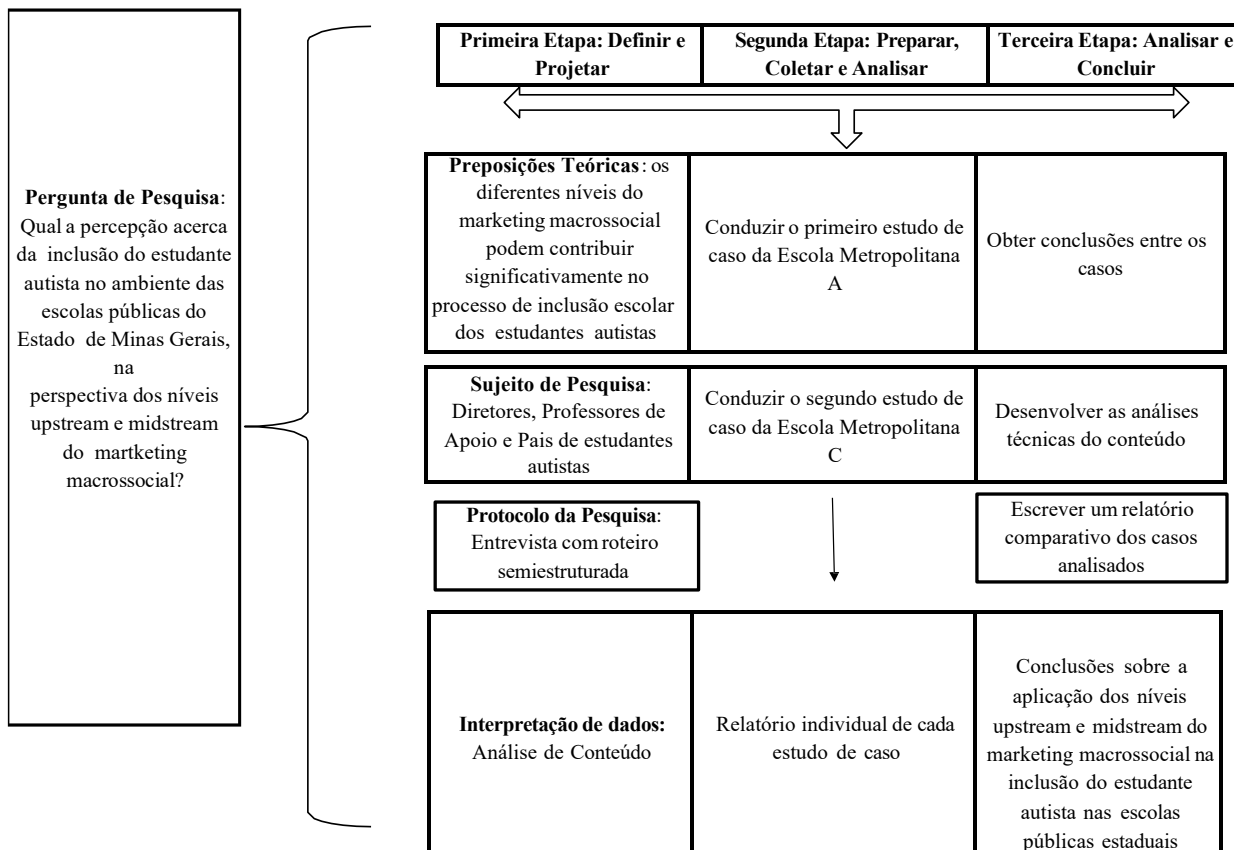 Pergunta de Pesquisa:
Qual a percepção acerca
da inclusão do estudante
autista no ambiente das
escolas públicas do
Estado de Minas Gerais,
na
perspectiva dos níveis
upstream e midstream
do martketing
macrossocial?
Primeira Etapa: Definir e
Projetar
Segunda Etapa: Preparar,
Coletar e Analisar
Terceira Etapa: Analisar e
Concluir
Preposições Teóricas: os
diferentes níveis do
marketing macrossocial
podem contribuir
significativamente no
processo de inclusão escolar
dos estudantes autistas
Conduzir o primeiro estudo de
caso da Escola Metropolitana
A
Obter conclusões entre os
casos
Sujeito de Pesquisa:
Diretores, Professores de
Apoio e Pais de estudantes
autistas
Conduzir o segundo estudo de
caso da Escola Metropolitana
C
Desenvolver as análises
técnicas do conteúdo
Protocolo da Pesquisa:
Entrevista com roteiro
semiestruturada
Escrever um relatório
comparativo dos casos
analisados
Interpretação de dados:
Análise de Conteúdo
Relatório individual de cada
estudo de caso
Conclusões sobre a
aplicação dos níveis
upstream e midstream do
marketing macrossocial na
inclusão do estudante
autista nas escolas
públicas estaduais